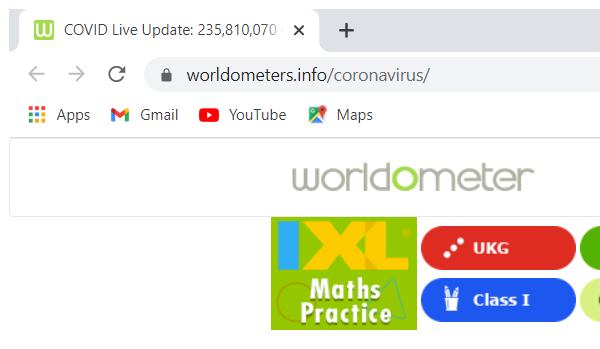 COVID Live Update: 235,810,070
worldometers.info/coronavirus/
Apps Gmail YouTube Maps
worldometer
IXL
Maths
Practice
UKG
Class I